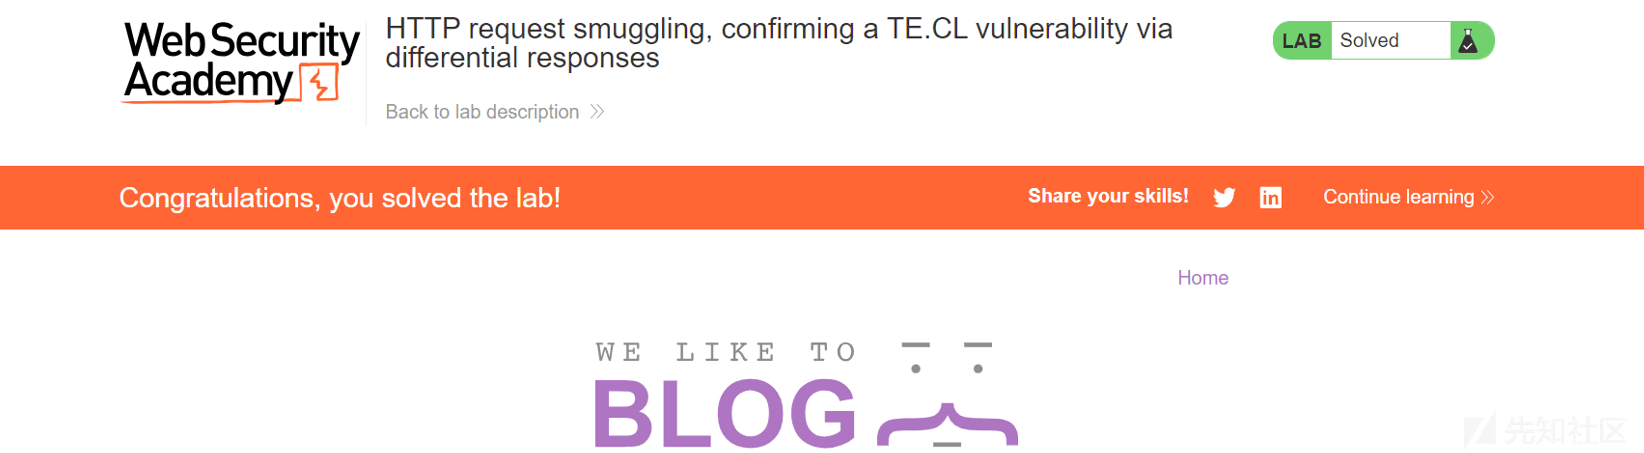 Web Security
Academy
HTTP request smuggling, confirming a TE.CL vulnerability via
differential responses
Back to lab description
LAB Solved
Congratulations, you solved the lab!
Share your skills!
Continue learning
Home
WE LIKE TO
BLOG
先知社区